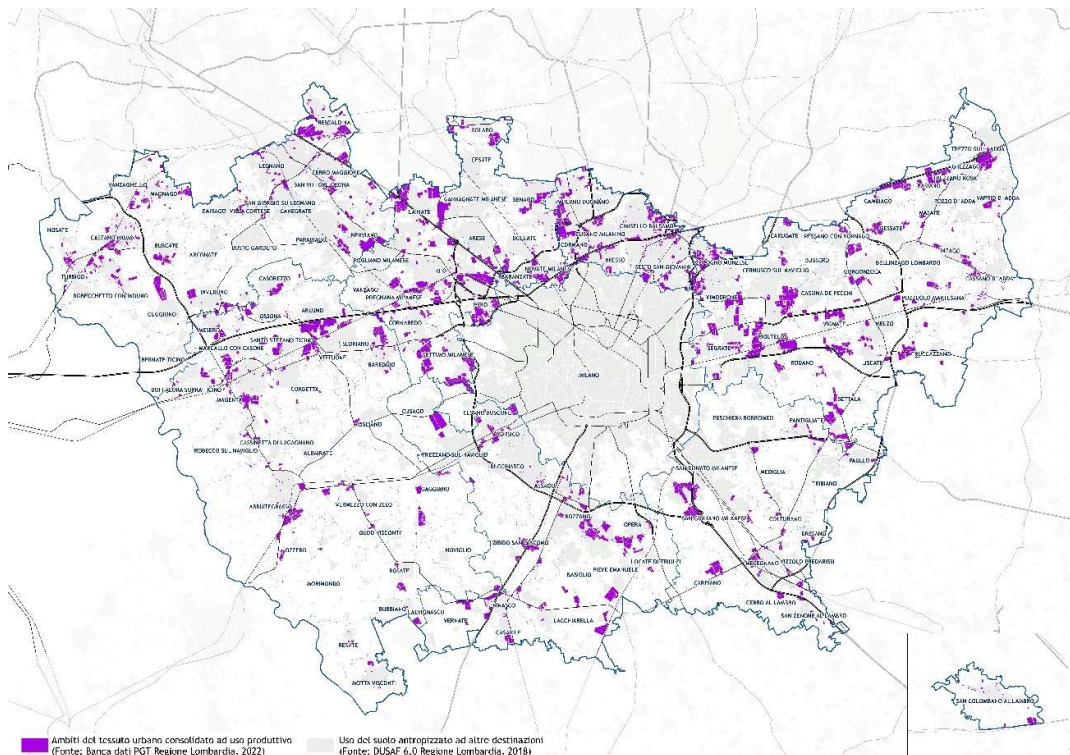 RESCALDINA
SOLARO
CESATE
TREZZO SULL'ADDA
GREZZAGO
LEGNANO
CERRO MAGGIORE
VANZAGHELLO
MAGNAGO
SAN GIORGIO SU LEGNANO
DAIRAGO
VILLA CORTESE
CANEGRATE
LAINATE
GARBAGNATE MILANESE
SENAGO
PADERNO DUGNANO
CAMBIAGO
POZZO D'ADDA
VAPRIO D'ADDA
MASATE
NOSATE
CASTANO PRIMO
BUSCATE
ARCONATE
BUSTO GAROLFO
PARABIAGO
NERVIANO
ARESE
BOLLATE
CORMANO
CINISELLO BALSAMO
CARUGATE
PESSANO CON BORNAGO
GESSATE
INZAGO
TURBIGO
CASOREZZO
POGLIANO MILANESE
NOVATE MILANESE
BRESSO
SESTO SAN GIOVANNI
COLOGNO MONZESE
CERNUSCO SUL NAVIGLIO
BUSSERO
GORGONZOLA
BELLINZAGO LOMBARDO
CASSANO D'ADDA
ROBECCHETTO CON INDUNO
INVERUNO
VANZAGO
PREGNANA MILANESE
BARANZATE
CUGGIONO
OSSONA
ARLUNO
CORNAREDO
PERO
VIMODRONE
CASSINA DE PECCHI
POZZUOLO MARTESANA
MESERO
SANTO STEFANO TICINO
MARCALLO CON CASONE
SEDRIANO
VITTUONE
SETTIMO MILANESE
PIOLTELLO
VIGNATE
MELZO
BERNATE TICINO
BAREGGIO
MILANO
SEGRATE
RODANO
LISCATE
TRUCCAZZANO
BOFFALORA SOPRA TICINO
MAGENTA
CORBETTA
CUSAGO
CESANO BOSCONE
CORSICO
PESCHIERA BORROMEO
PANTIGLIATE
SETTALA
CASSINETTA DI LUGAGNANO
ROBECCO SUL NAVIGLIO
ALBAIRATE
CISLIANO
TREZZANO SUL NAVIGLIO
BUCCINASCO
SAN DONATO MILANESE
MEDIGLIA
PAULLO
TRIBIANO
ABBIATEGRASSO
VERMEZZO CON ZELO
GAGGIANO
ASSAGO
ROZZANO
OPERA
SAN GIULIANO MILANESE
COLTURANO
DRESANO
GUDO VISCONTI
OZZERO
NOVIGLIO
ZIBIDO SAN GIACOMO
LOCATE DI TRIULZI
PIEVE EMANUELE
BASIGLIO
MELEGNANO
VIZZOLO PREDABISSI
MORIMONDO
ROSATE
CARPIANO
CERRO AL LAMBRO
SAN ZENONE AL LAMBRO
BUBBIANO
CALVIGNASCO
VERNATE
BINASCO
CASARILE
LACCHIARELLA
BESATE
MOTTA VISCONTI
SAN COLOMBANO AL LAMBRO
Ambiti del tessuto urbano consolidato ad uso produttivo
(Fonte: Banca dati PGT Regione Lombardia, 2022)
Uso del suolo antropizzato ad altre destinazioni
(Fonte: DUSAF 6.0 Regione Lombardia, 2018)